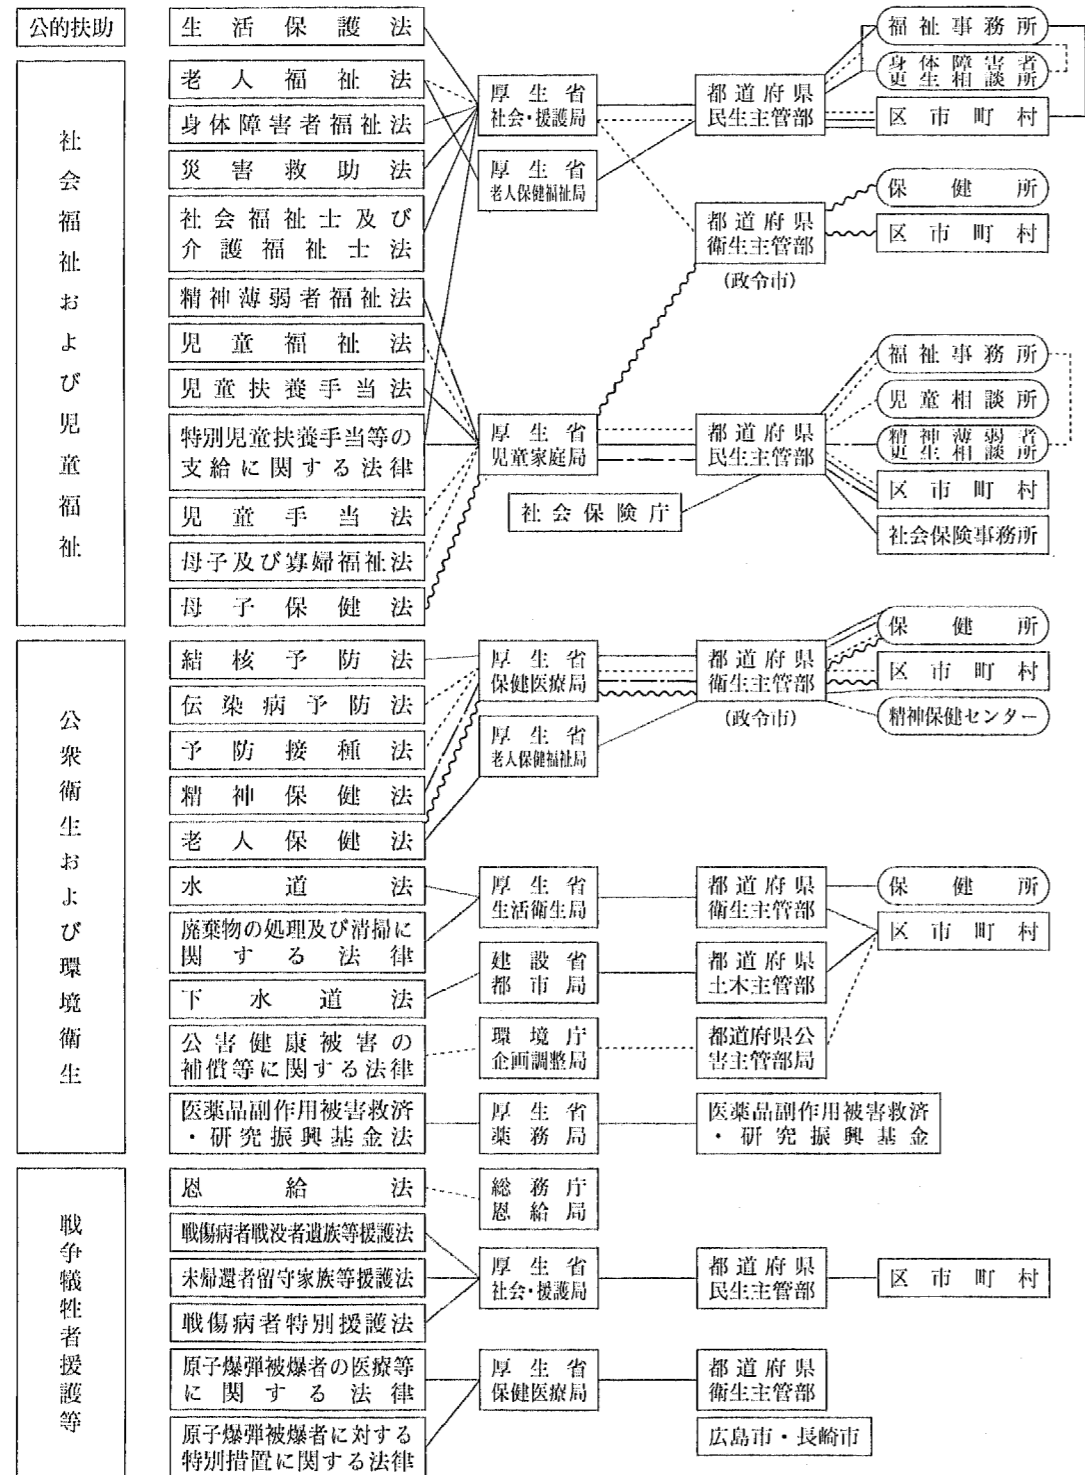 公的扶助
生活保護法
社会福祉および児童福祉
老人福祉法
身体障害者福祉法
災害救助法
社会福祉士及び
介護福祉士法
精神薄弱者福祉法
児童福祉法
児童扶養手当法
特別児童扶養手当等の
支給に関する法律
児童手当法
母子及び寡婦福祉法
母子保健法
厚生省
社会・援護局
厚生省
老人保健福祉局
都道府県
民生主管部
福祉事務所
身体障害者
更生相談所
区市町村
都道府県
衛生主管部
(政令市)
保健所
区市町村
厚生省
児童家庭局
社会保険庁
都道府県
民生主管部
福祉事務所
児童相談所
精神薄弱者
更生相談所
区市町村
社会保険事務所
公衆衛生および環境衛生
結核予防法
伝染病予防法
予防接種法
精神保健法
老人保健法
水道法
廃棄物の処理及び清掃に
関する法律
下水道法
公害健康被害の
補償等に関する法律
医薬品副作用被害救済
・研究振興基金法
厚生省
保健医療局
厚生省
老人保健福祉局
都道府県
衛生主管部
(政令市)
保健所
区市町村
精神保健センター
厚生省
生活衛生局
都道府県
衛生主管部
保健所
区市町村
建設省
都市局
都道府県
土木主管部
環境庁
企画調整局
都道府県公
害主管部局
厚生省
薬務局
医薬品副作用被害救済
・研究振興基金
戦争犠牲者援護等
恩給法
戦傷病者戦没者遺族等援護法
未帰還者留守家族等援護法
戦傷病者特別援護法
原子爆弾被爆者の医療等
に関する法律
原子爆弾被爆者に対する
特別措置に関する法律
総務庁
恩給局
厚生省
社会・援護局
都道府県
民生主管部
区市町村
厚生省
保健医療局
都道府県
衛生主管部
広島市・長崎市